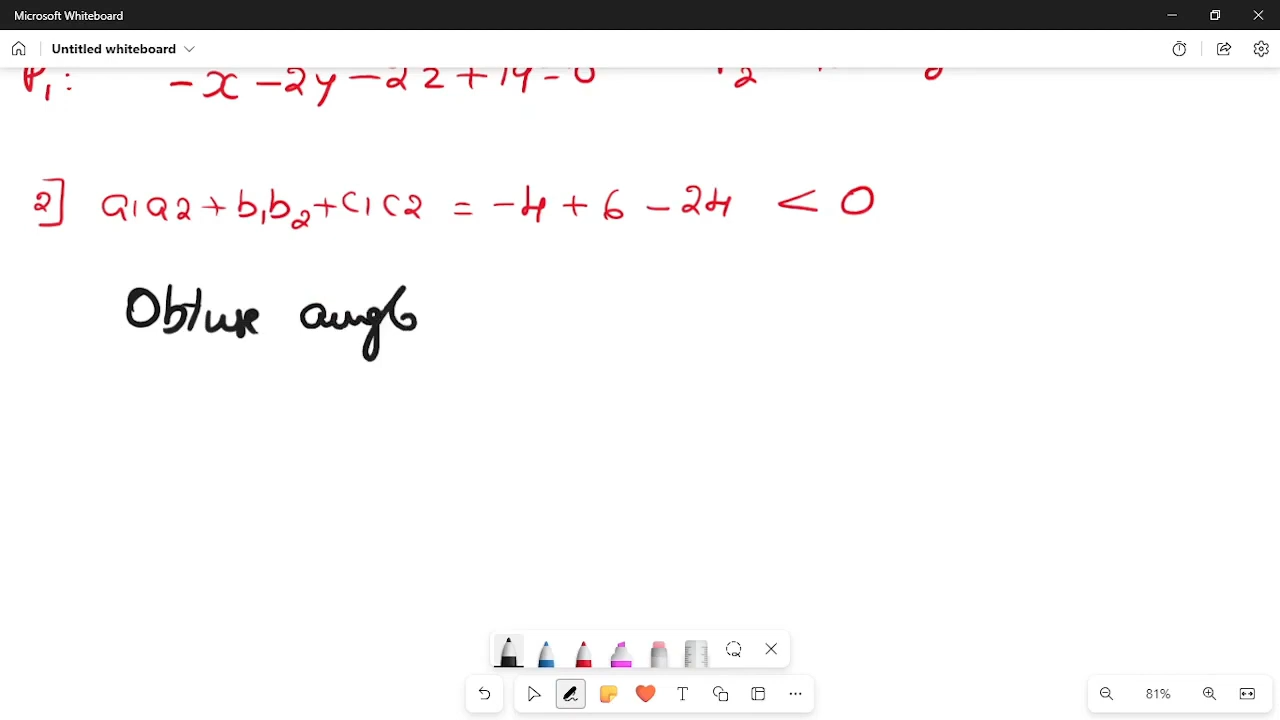 Microsoft Whiteboard
Untitled whiteboard
P₁: -x-2y-2z+14=0
2] a₁a2+b₁b₂+c₁c2 = -4+6-24 < 0
Obtuse angle
81%